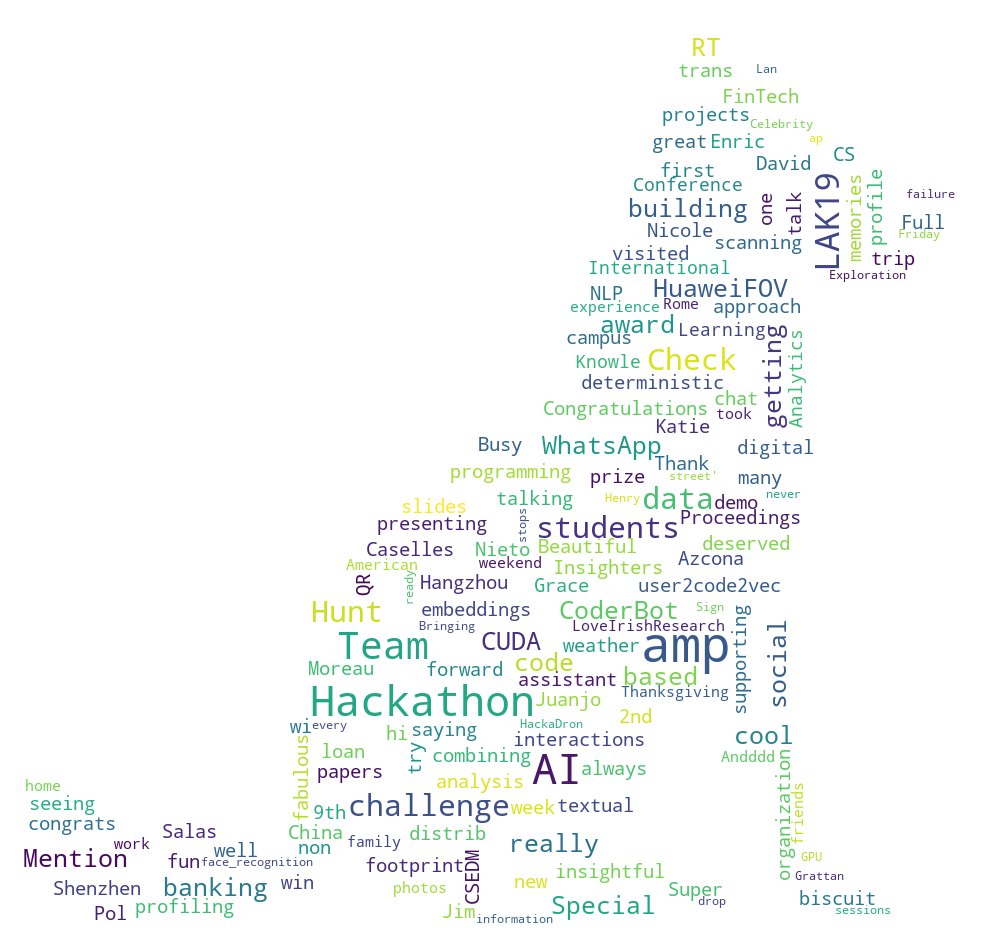 RT
trans
Lan
FinTech
projects
Celebrity
great
Enric
ap
David
CS
first
Conference
one
talk
LAK19
memories
profile
failure
building
Full
Nicole
scanning
Friday
visited
trip
International
Exploration
NLP
HuaweiFOV
experience
Rome
approach
award
Learning
campus
Check
getting
Analytics
Knowle
deterministic
chat
Congratulations
took
Katie
Busy
WhatsApp
digital
Thank
programming
prize
street'
many
slides
talking
Henry
data
demo
never
presenting
stops
students
Proceedings
Caselles
Nieto
Beautiful
deserved
American
weekend
Insighters
Azcona
QR
ready
Hangzhou
Grace
user2code2vec
Hunt
embeddings
CoderBot
Sign
Bringing
LoveIrishResearch
Team
CUDA
weather
amp
supporting
social
Moreau
forward
code
assistant
based
Hackathon
Juanjo
Thanksgiving
2nd
wi
every
hi
saying
HackaDron
interactions
cool
fabulous
loan
try
combining
Andddd
papers
AI
always
home
analysis
organization
friends
seeing
9th
challenge
week
textual
congrats
Salas
China
distrib
work
non
family
really
Mention
fun
well
face_recognition
footprint
GPU
Shenzhen
banking
win
photos
CSEDM
new
insightful
Grattan
Super
drop
biscuit
Pol
profiling
Jim
information
Special
sessions